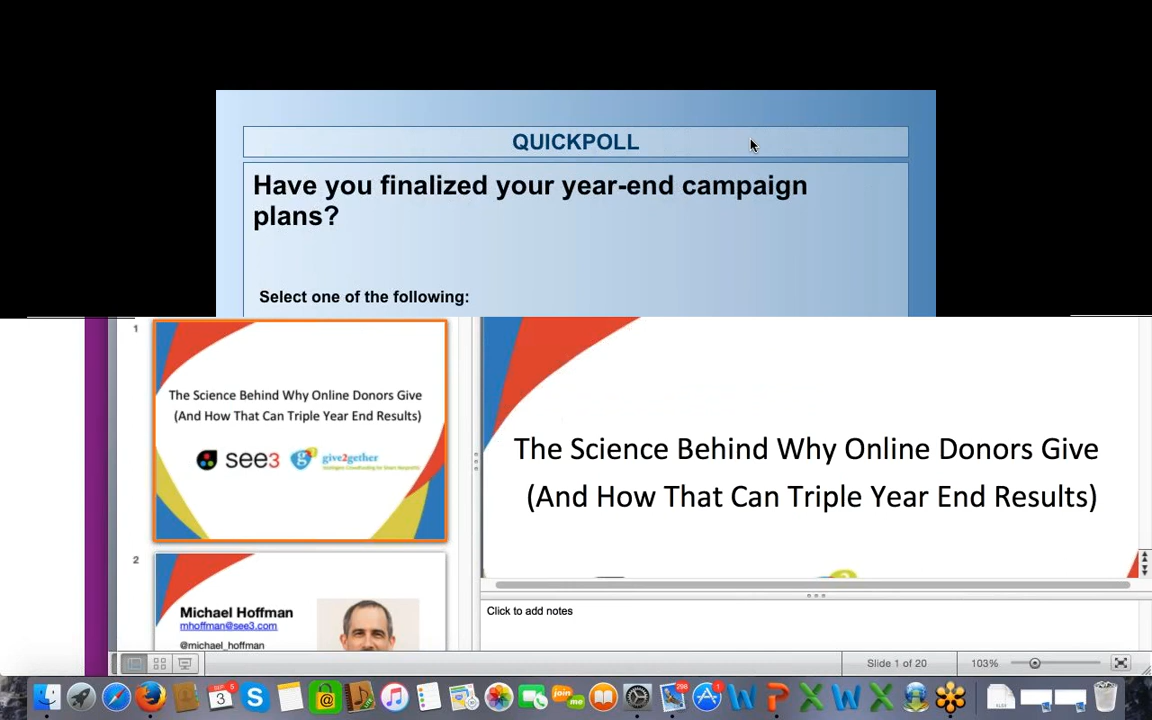 QUICKPOLL
Have you finalized your year-end campaign
plans?
Select one of the following:
1
The Science Behind Why Online Donors Give
(And How That Can Triple Year End Results)
see3
give2gether
2
Michael Hoffman
mhoffman@see3.com
@michael_hoffman
The Science Behind Why Online Donors Give
(And How That Can Triple Year End Results)
Click to add notes
Slide 1 of 20
103%
3
join
me